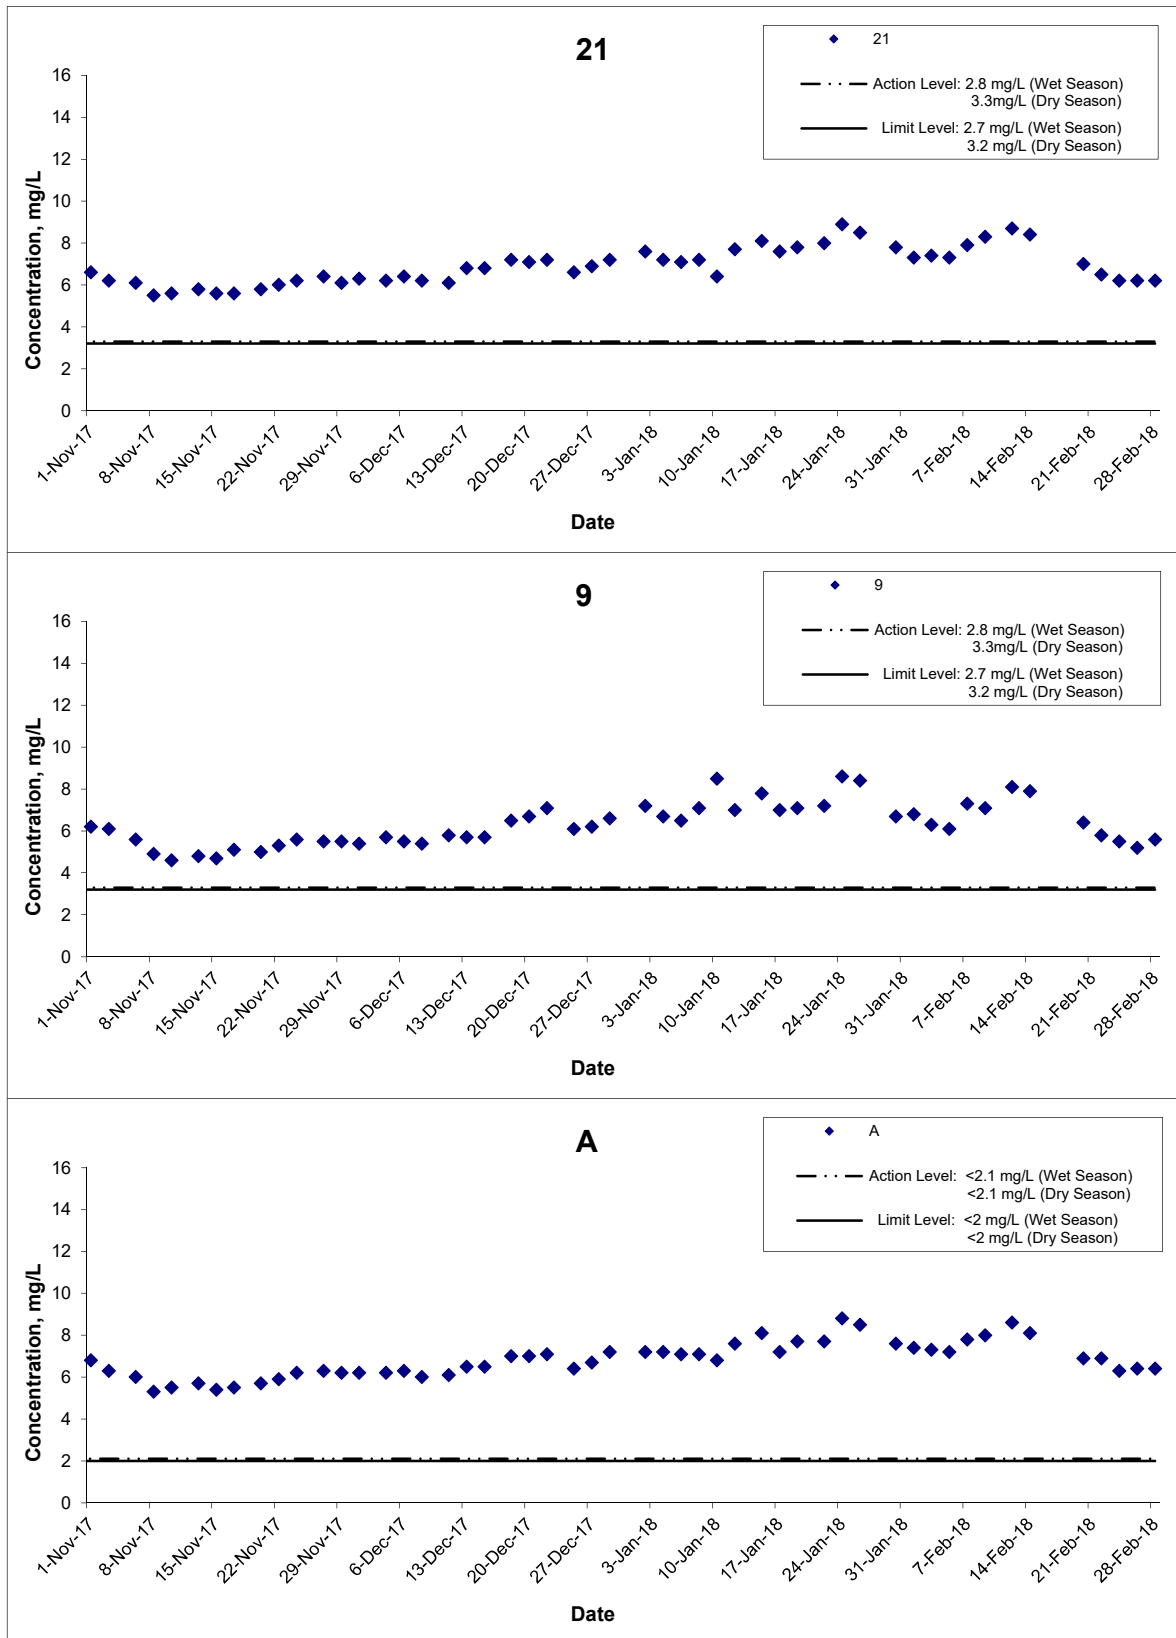 21
21
Action Level: 2.8 mg/L (Wet Season)
3.3mg/L (Dry Season)
Limit Level: 2.7 mg/L (Wet Season)
3.2 mg/L (Dry Season)
Concentration, mg/L
16
14
12
10
8
6
4
2
0
1-Nov-17
8-Nov-17
15-Nov-17
22-Nov-17
29-Nov-17
6-Dec-17
13-Dec-17
20-Dec-17
27-Dec-17
3-Jan-18
10-Jan-18
17-Jan-18
24-Jan-18
31-Jan-18
7-Feb-18
14-Feb-18
21-Feb-18
28-Feb-18
Date
9
9
Action Level: 2.8 mg/L (Wet Season)
3.3mg/L (Dry Season)
Limit Level: 2.7 mg/L (Wet Season)
3.2 mg/L (Dry Season)
Concentration, mg/L
16
14
12
10
8
6
4
2
0
1-Nov-17
8-Nov-17
15-Nov-17
22-Nov-17
29-Nov-17
6-Dec-17
13-Dec-17
20-Dec-17
27-Dec-17
3-Jan-18
10-Jan-18
17-Jan-18
24-Jan-18
31-Jan-18
7-Feb-18
14-Feb-18
21-Feb-18
28-Feb-18
Date
A
A
Action Level: <2.1 mg/L (Wet Season)
<2.1 mg/L (Dry Season)
Limit Level: <2 mg/L (Wet Season)
<2 mg/L (Dry Season)
Concentration, mg/L
16
14
12
10
8
6
4
2
0
1-Nov-17
8-Nov-17
15-Nov-17
22-Nov-17
29-Nov-17
6-Dec-17
13-Dec-17
20-Dec-17
27-Dec-17
3-Jan-18
10-Jan-18
17-Jan-18
24-Jan-18
31-Jan-18
7-Feb-18
14-Feb-18
21-Feb-18
28-Feb-18
Date